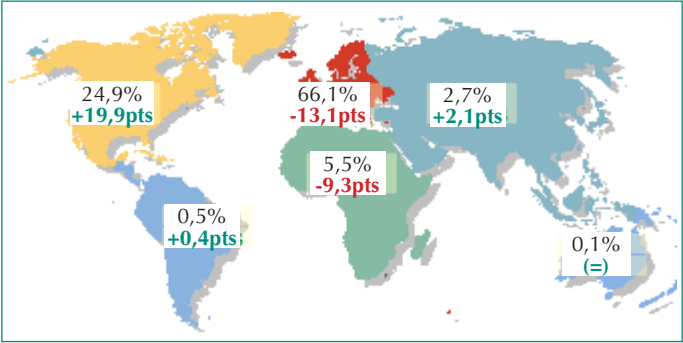 24,9%
+19,9pts
66,1%
-13,1pts
2,7%
+2,1pts
5,5%
-9,3pts
0,5%
+0,4pts
0,1%
(=)